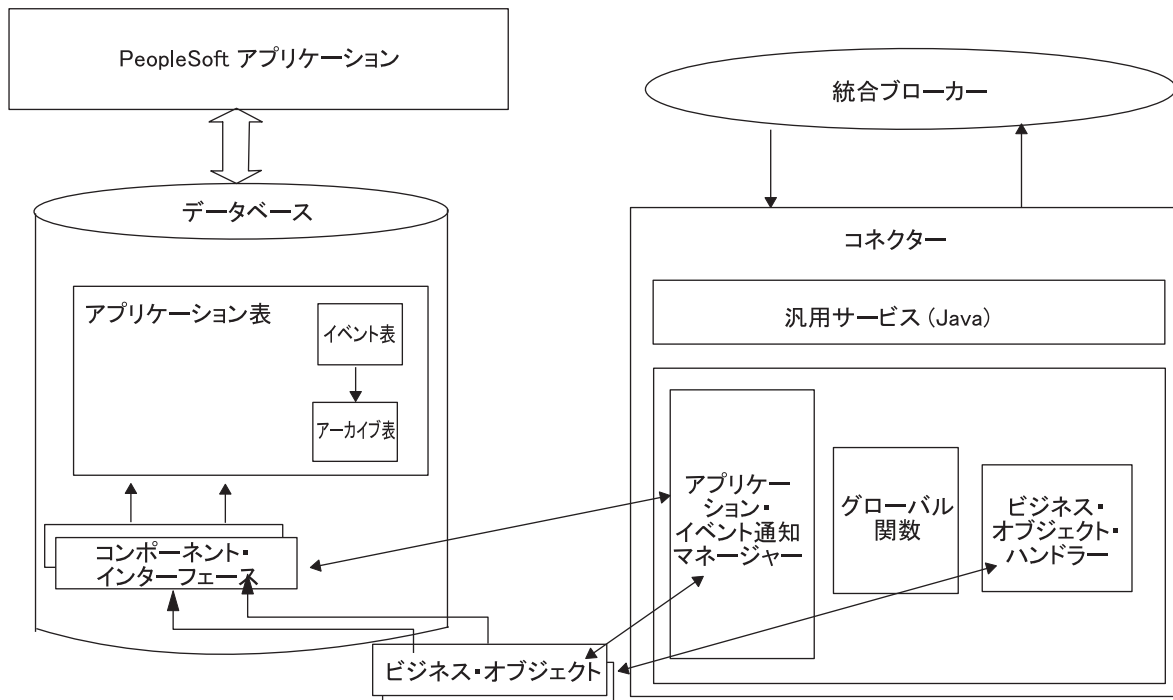 PeopleSoft アプリケーション
統合ブローカー
データベース
コネクター
アプリケーション表
イベント表
アーカイブ表
汎用サービス (Java)
アプリケー
ション・
イベント通知
マネージャー
グローバル
関数
ビジネス・
オブジェクト・
ハンドラー
コンポーネント・
インターフェース
ビジネス・オブジェクト